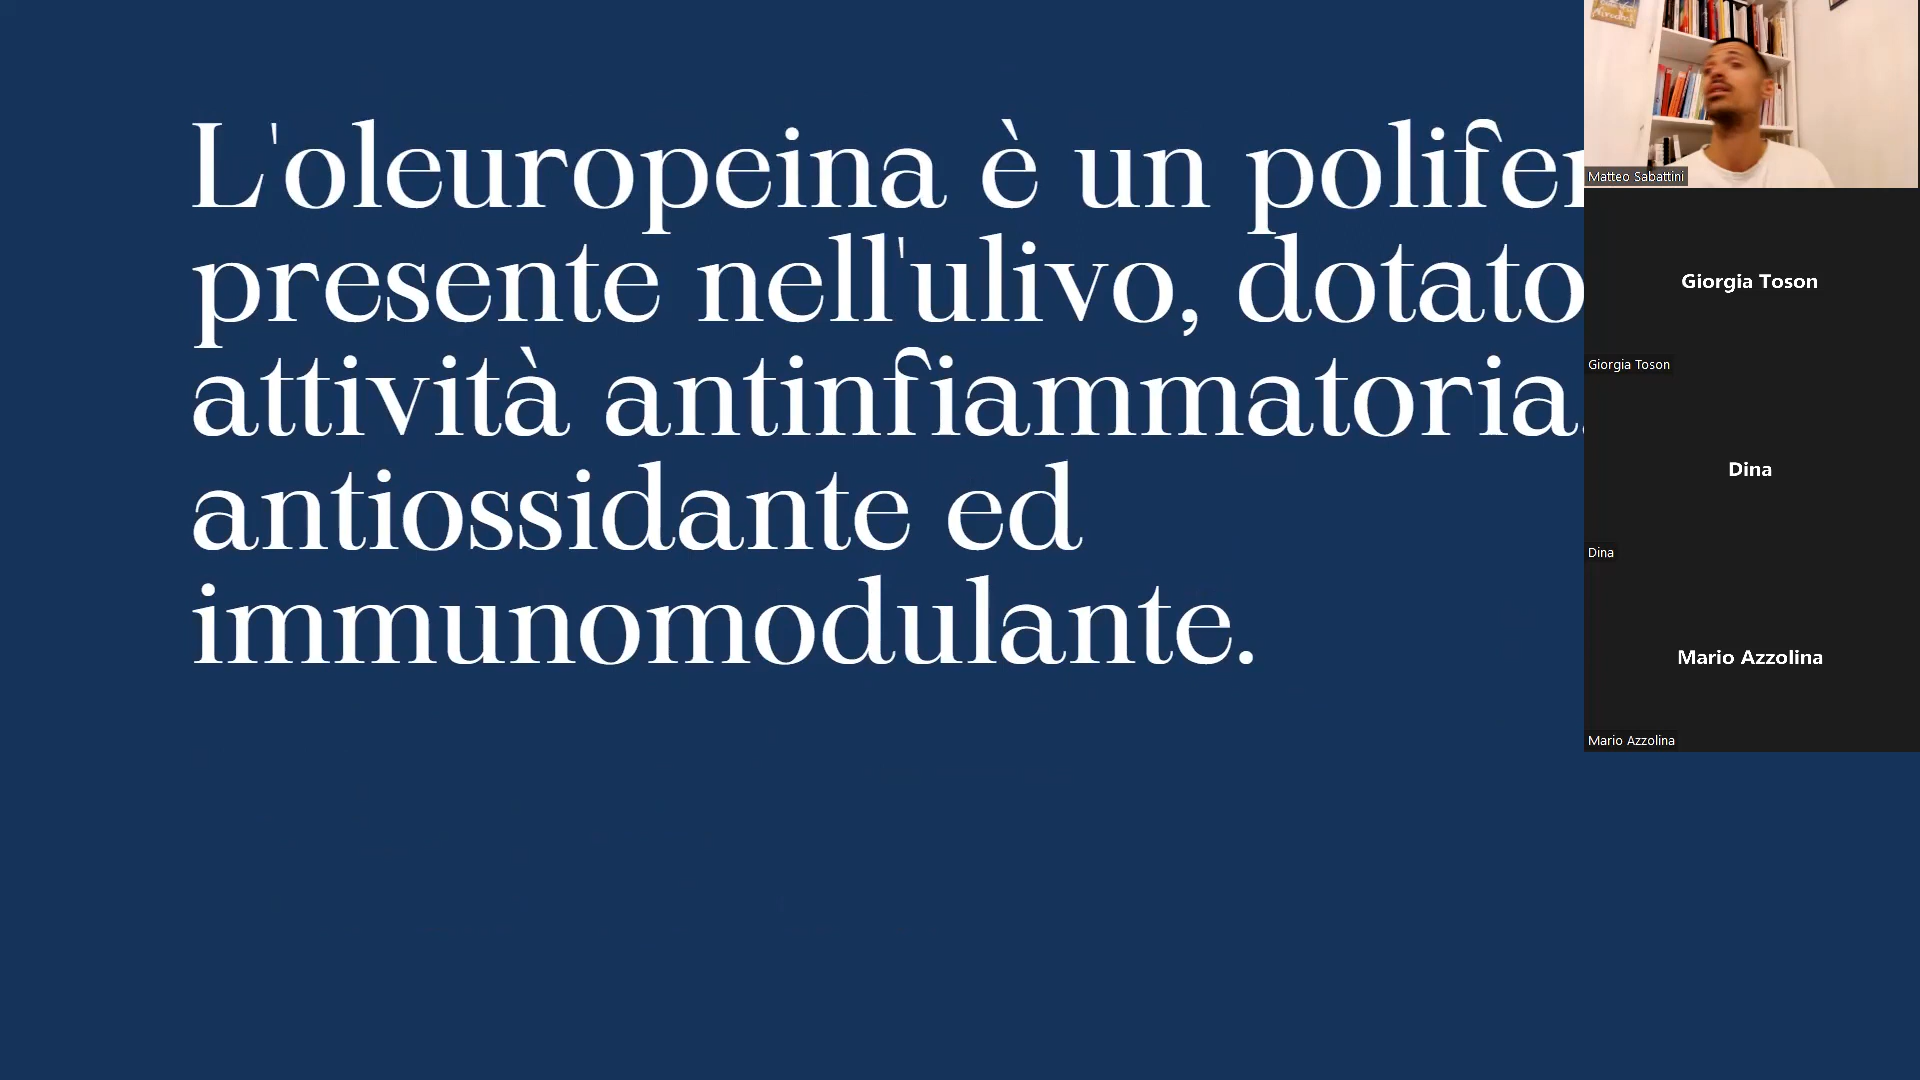 L'oleuropeina è un polifer
presente nell'ulivo, dotato
attività antinfiammatoria,
antiossidante ed
immunomodulante.
Matteo Sabattini
Giorgia Toson
Giorgia Toson
Dina
Dina
Mario Azzolina
Mario Azzolina